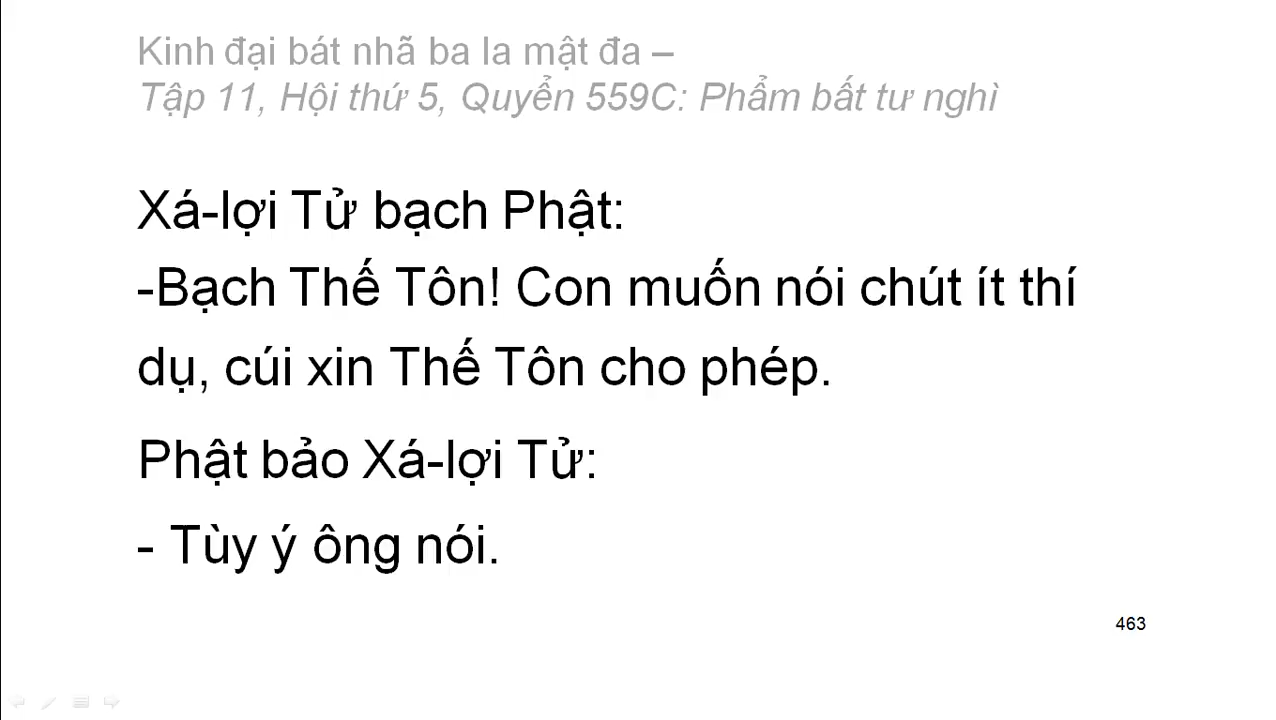 Kinh đại bát nhã ba la mật đa –
Tập 11, Hội thứ 5, Quyển 559C: Phẩm bất tư nghì
Xá-lợi Tử bạch Phật:
-Bạch Thế Tôn! Con muốn nói chút ít thí
dụ, cúi xin Thế Tôn cho phép.
Phật bảo Xá-lợi Tử:
- Tùy ý ông nói.
463